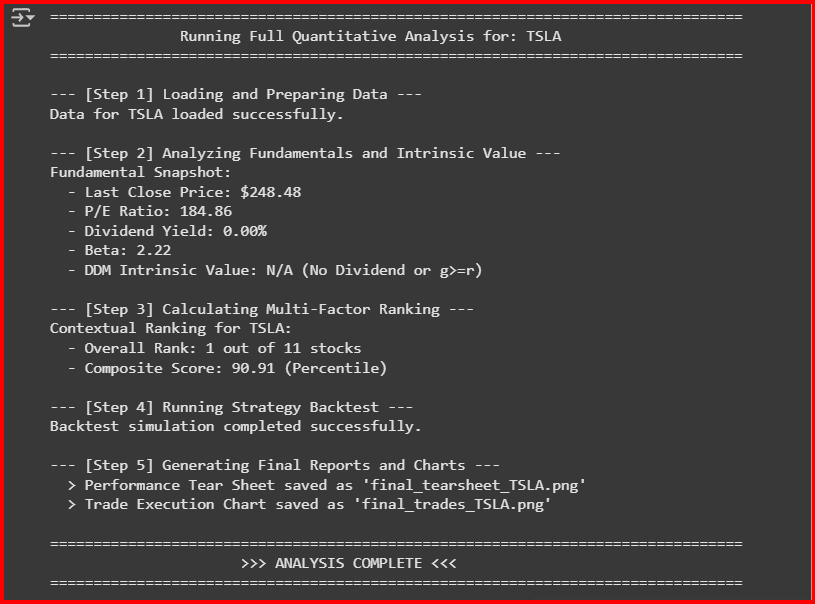 ================================================================================
Running Full Quantitative Analysis for: TSLA
================================================================================
--- [Step 1] Loading and Preparing Data ---
Data for TSLA loaded successfully.
--- [Step 2] Analyzing Fundamentals and Intrinsic Value ---
Fundamental Snapshot:
- Last Close Price: $248.48
- P/E Ratio: 184.86
- Dividend Yield: 0.00%
- Beta: 2.22
- DDM Intrinsic Value: N/A (No Dividend or g>=r)
--- [Step 3] Calculating Multi-Factor Ranking ---
Contextual Ranking for TSLA:
- Overall Rank: 1 out of 11 stocks
- Composite Score: 90.91 (Percentile)
--- [Step 4] Running Strategy Backtest ---
Backtest simulation completed successfully.
--- [Step 5] Generating Final Reports and Charts ---
> Performance Tear Sheet saved as 'final_tearsheet_TSLA.png'
> Trade Execution Chart saved as 'final_trades_TSLA.png'
================================================================================
>>> ANALYSIS COMPLETE <<<
================================================================================